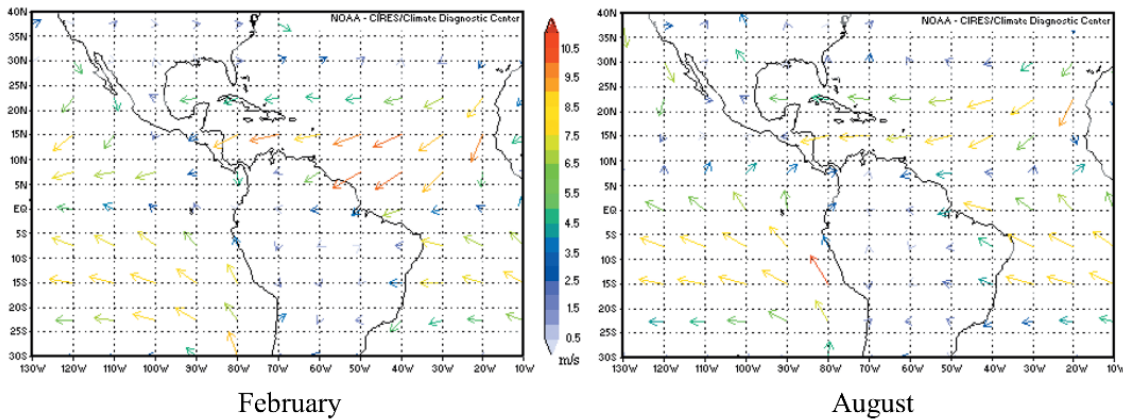 NOAA - CIRES/Climate Diagnostic Center
40N
35N
30N
25N
20N
15N
10N
5N
EQ
5S
10S
15S
20S
25S
30S
130W 120W 110W 100W 90W 80W 70W 60W 50W 40W 30W 20W 10W
10.5
9.5
8.5
7.5
6.5
5.5
4.5
3.5
2.5
1.5
0.5
m/s
NOAA - CIRES/Climate Diagnostic Center
40N
35N
30N
25N
20N
15N
10N
5N
EQ
5S
10S
15S
20S
25S
30S
130W 120W 110W 100W 90W 80W 70W 60W 50W 40W 30W 20W 10W
February
August